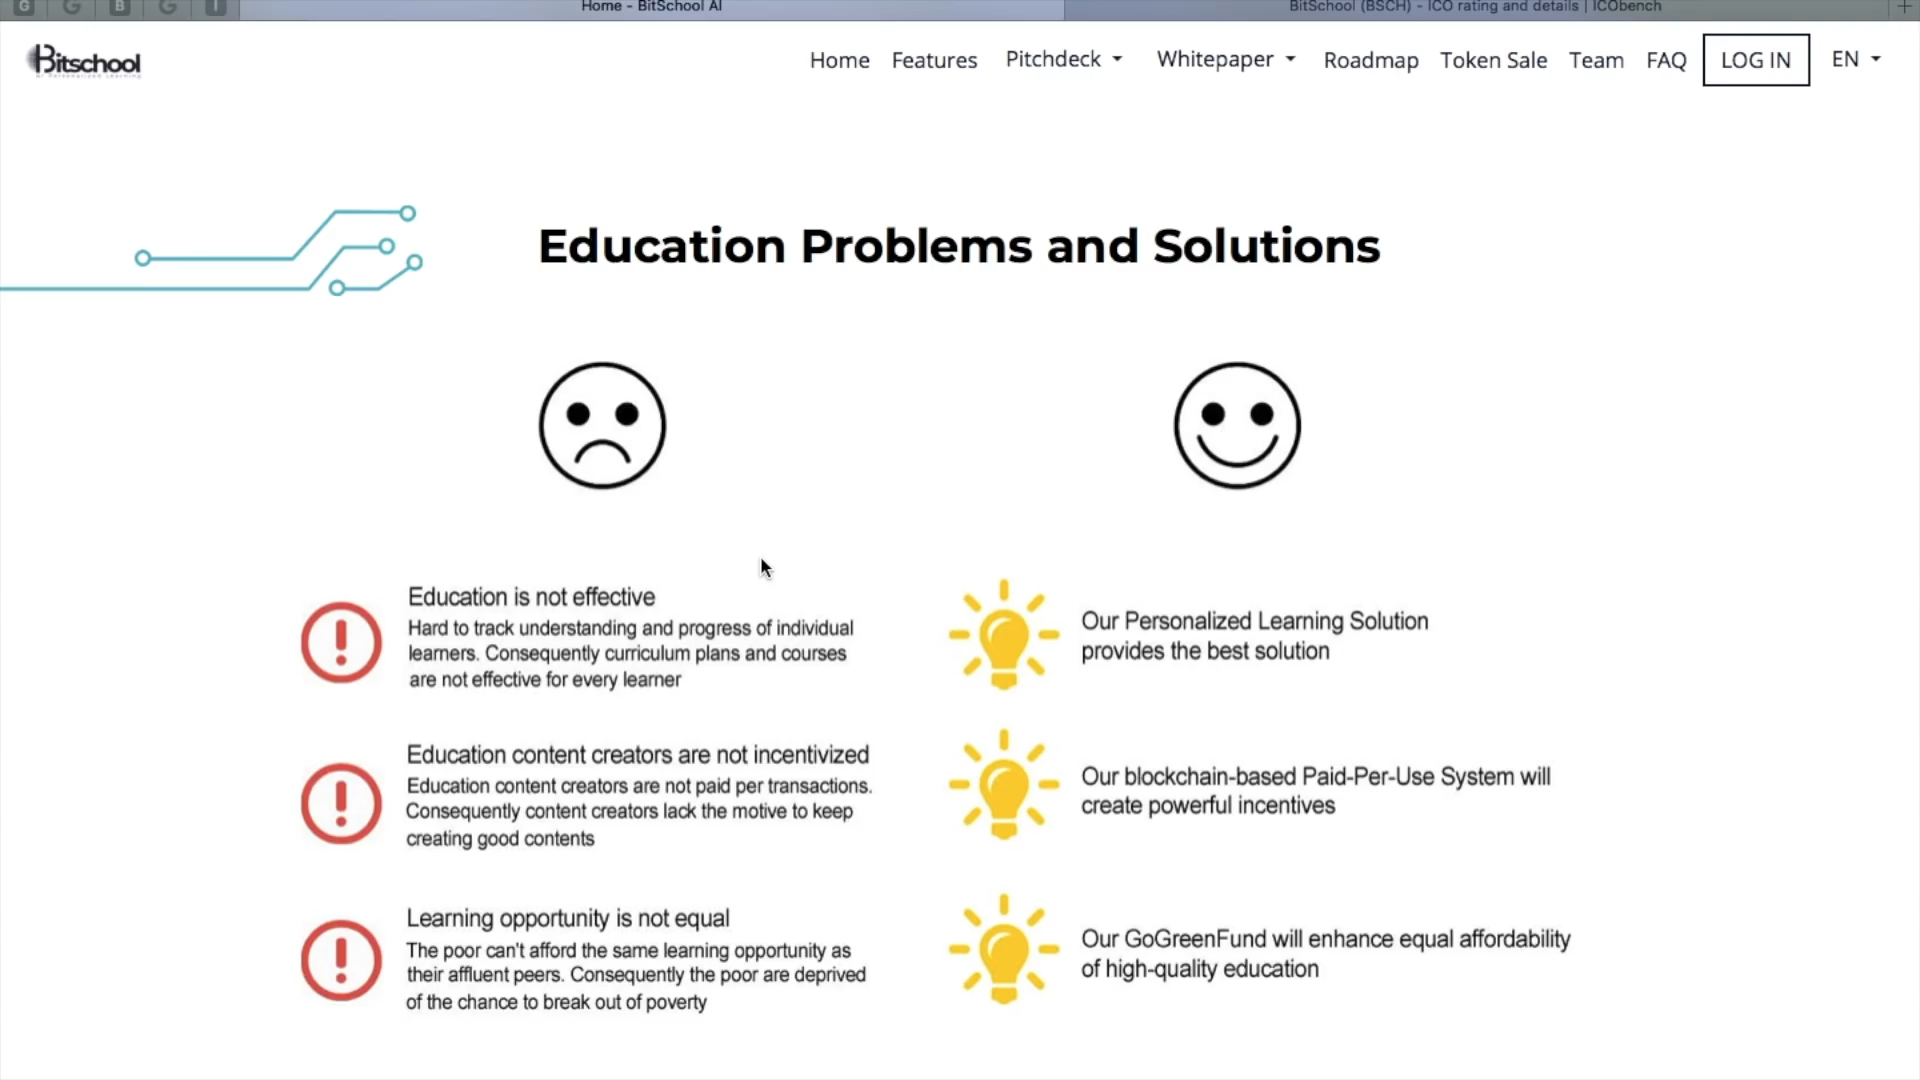 G G B G I
Home - BitSchool AI
BitSchool (BSCH) - ICO rating and details | ICObench
Bitschool
Home Features Pitchdeck Whitepaper Roadmap Token Sale Team FAQ LOG IN EN
Education Problems and Solutions
Education is not effective
Hard to track understanding and progress of individual
learners. Consequently curriculum plans and courses
are not effective for every learner
Our Personalized Learning Solution
provides the best solution
Education content creators are not incentivized
Education content creators are not paid per transactions.
Consequently content creators lack the motive to keep
creating good contents
Our blockchain-based Paid-Per-Use System will
create powerful incentives
Learning opportunity is not equal
The poor can't afford the same learning opportunity as
their affluent peers. Consequently the poor are deprived
of the chance to break out of poverty
Our GoGreenFund will enhance equal affordability
of high-quality education